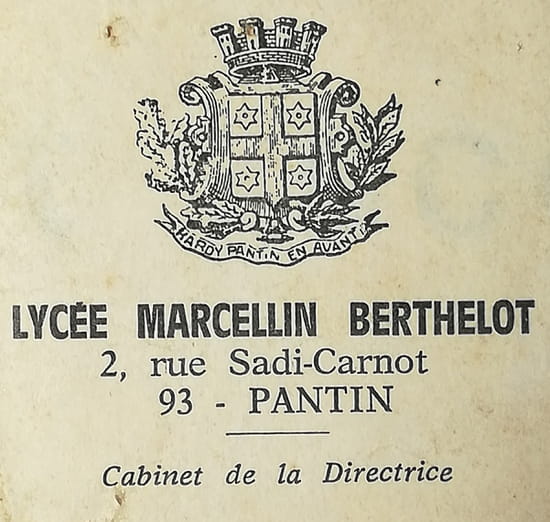 HARDY PANTIN EN AVANT
LYCÉE MARCELLIN BERTHELOT
2, rue Sadi-Carnot
93 - PANTIN
Cabinet de la Directrice